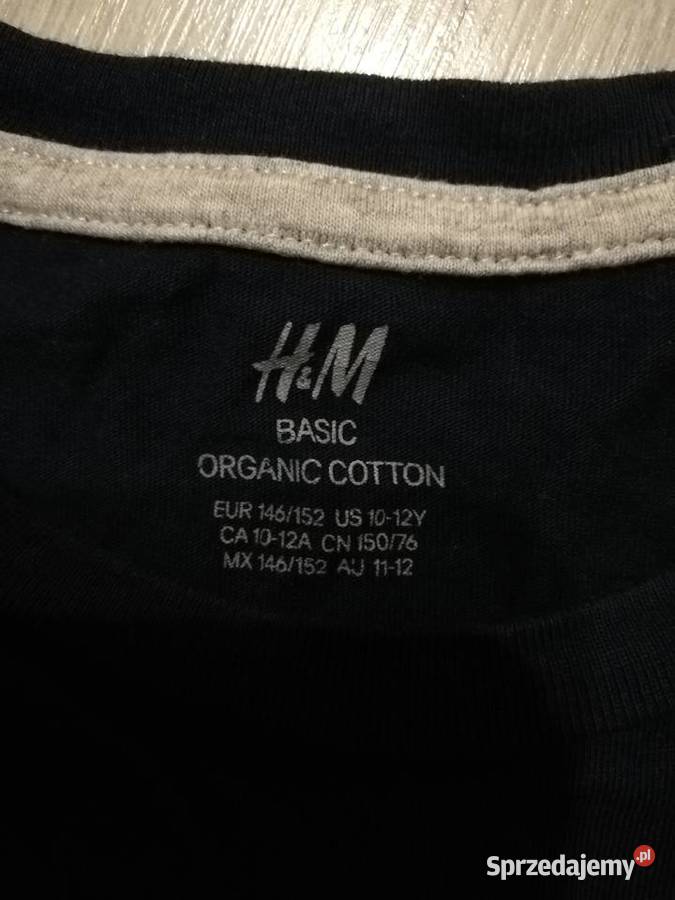 H&M
BASIC
ORGANIC COTTON
EUR 146/152 US 10-12Y
CA 10-12A CN 150/76
MX 146/152 AU 11-12
Sprzedajemy.pl